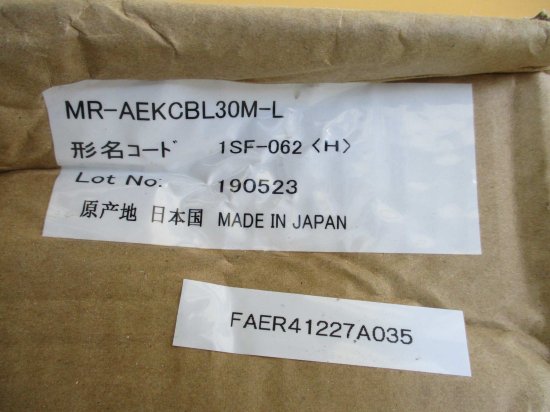 MR-AEKCBL30M-L
形名コード 1SF-062〈H〉
Lot No. 190523
原産地 日本国 MADE IN JAPAN
FAER41227A035